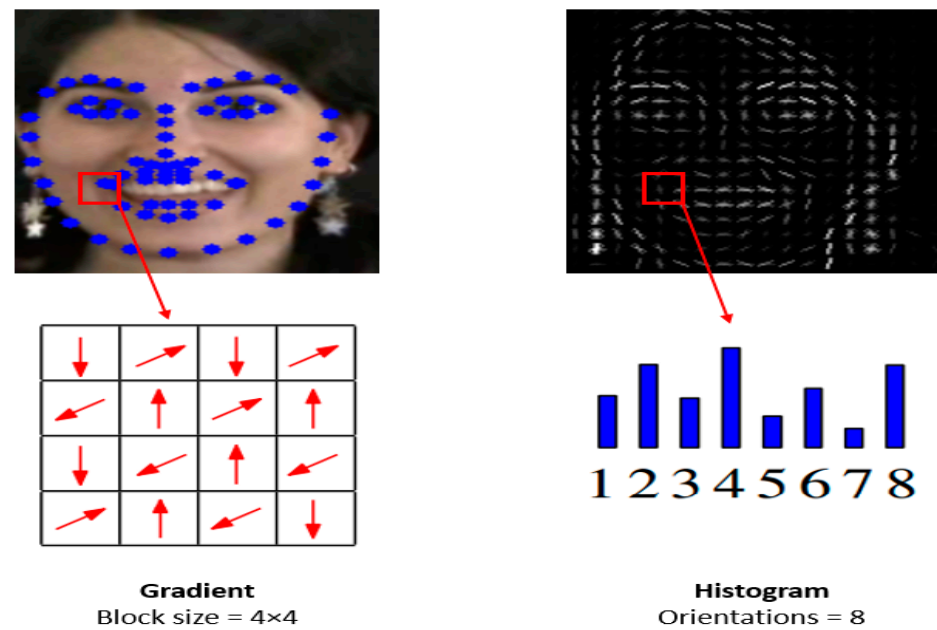 1 2 3 4 5 6 7 8
Gradient
Block size = 4×4
Histogram
Orientations = 8